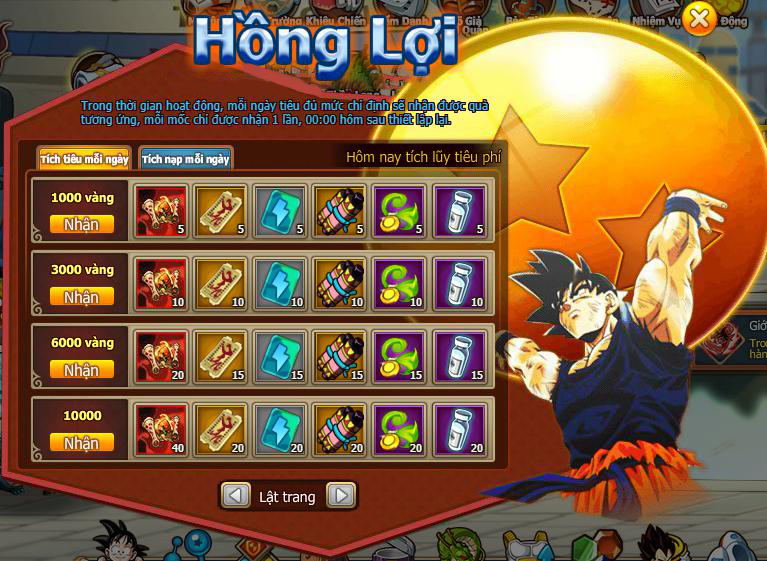 Trường Khiêu Chiến
Nhiệm Vụ
Động
Hồng Lợi
Trong thời gian hoạt động, mỗi ngày tiêu đủ mức chỉ định sẽ nhận được quà
tương ứng, mỗi mốc chỉ được nhận 1 lần, 00:00 hôm sau thiết lập lại.
Tích tiêu mỗi ngày
Tích nạp mỗi ngày
Hôm nay tích lũy tiêu phí
1000 vàng
Nhận
5 5 5 5 5 5
3000 vàng
Nhận
10 10 10 10 10 10
6000 vàng
Nhận
20 15 15 15 15 15
10000
Nhận
40 20 20 20 20 20
Lật trang